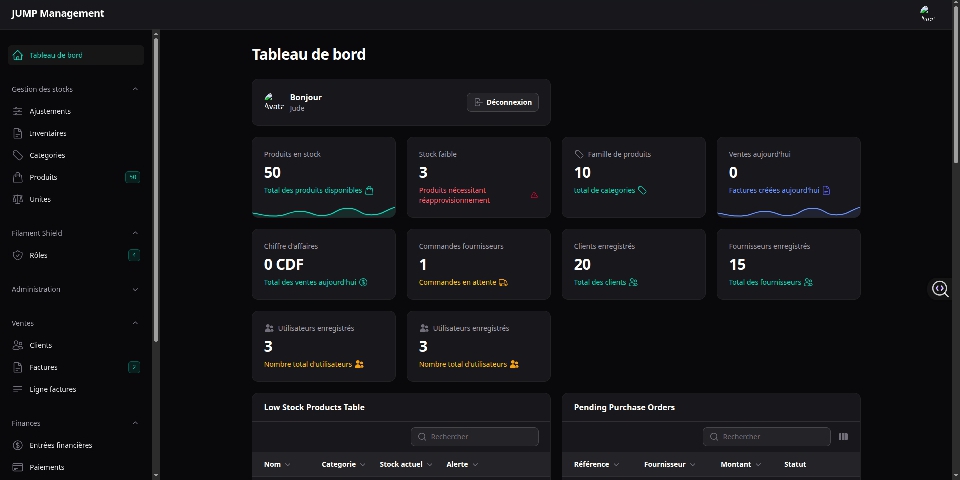 JUMP Management
Tableau de bord
Gestion des stocks
Ajustements
Inventaires
Categories
Produits 50
Unites
Filament Shield
Rôles
Administration
Ventes
Clients
Factures 2
Ligne factures
Finances
Entrées financières
Paiements
Tableau de bord
Avata
Bonjour
Jude
Déconnexion
Produits en stock
50
Total des produits disponibles
Stock faible
3
Produits nécessitant
réapprovisionnement
Famille de produits
10
total de categories
Ventes aujourd'hui
0
Factures créées aujourd'hui
Chiffre d'affaires
0 CDF
Total des ventes aujourd'hui
Commandes fournisseurs
1
Commandes en attente
Clients enregistrés
20
Total des clients
Fournisseurs enregistrés
15
Total des fournisseurs
Utilisateurs enregistrés
3
Nombre total d'utilisateurs
Utilisateurs enregistrés
3
Nombre total d'utilisateurs
Low Stock Products Table
Rechercher
Nom Categorie Stock actuel Alerte
Pending Purchase Orders
Rechercher
Référence Fournisseur Montant Statut